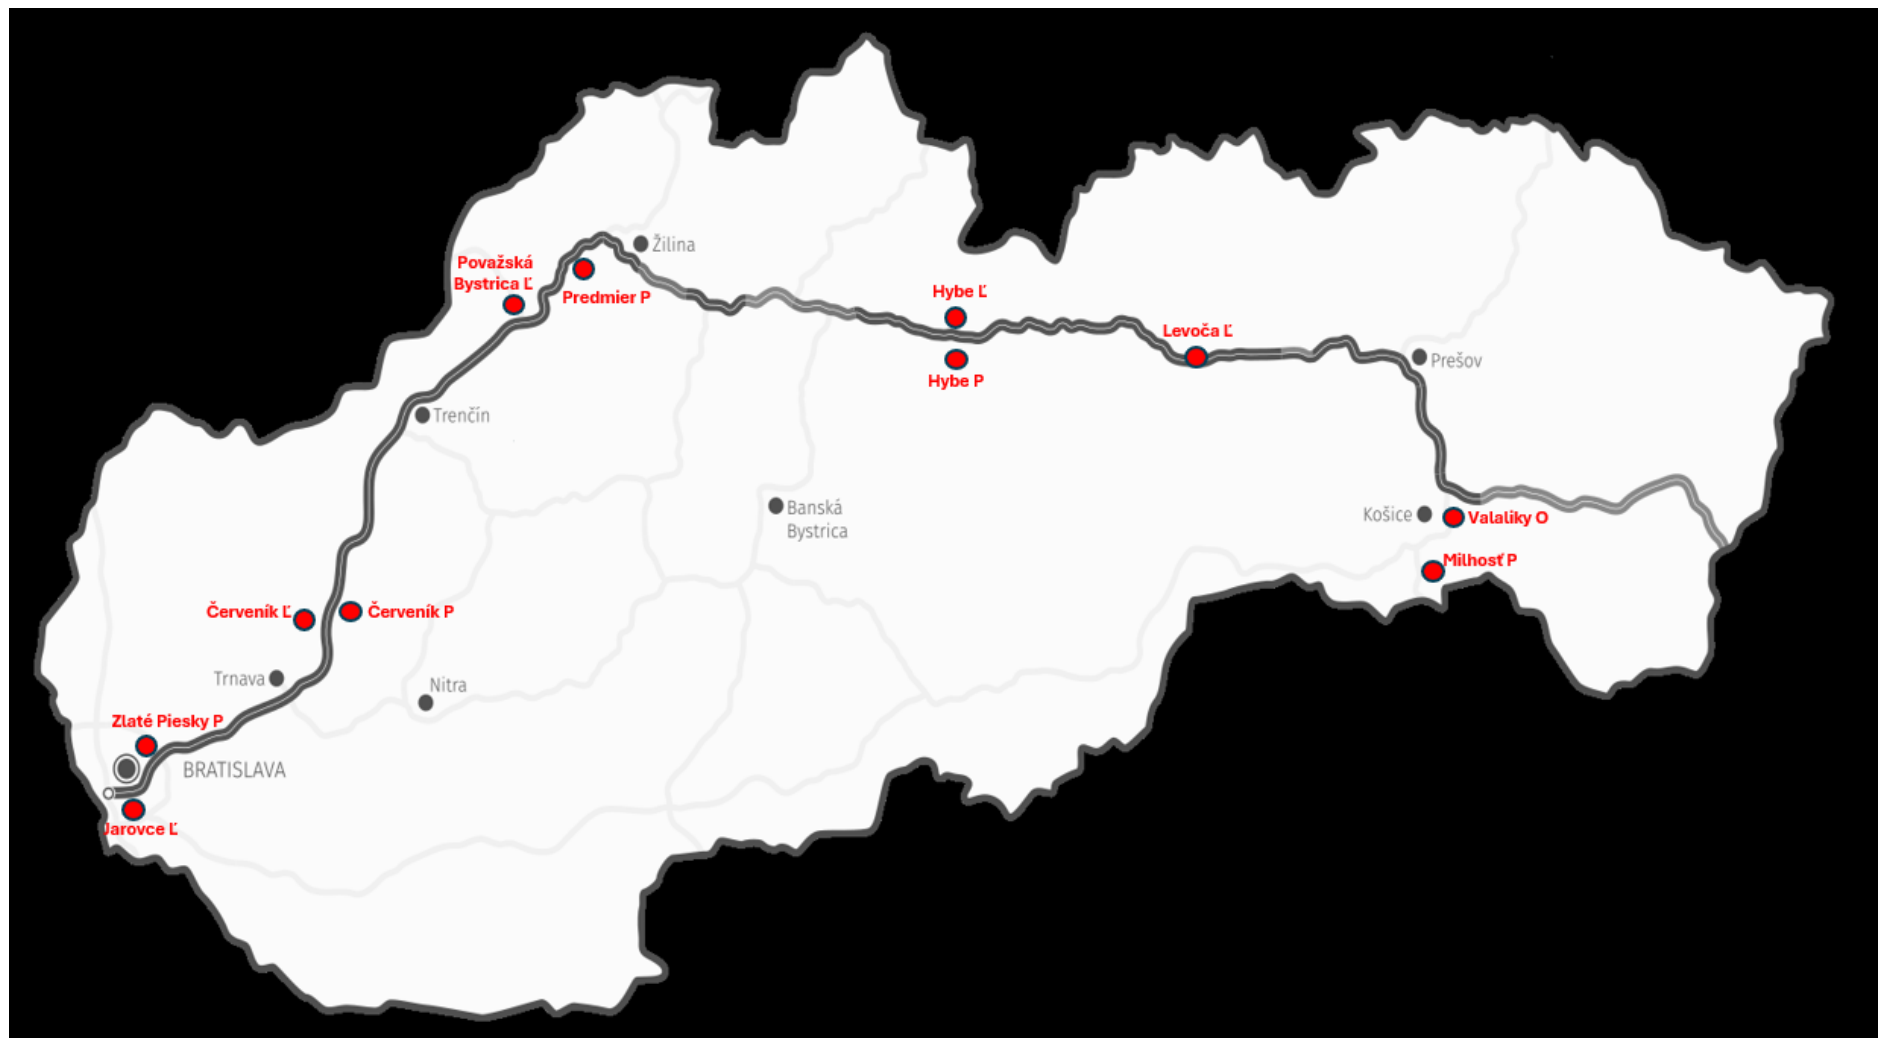 Žilina
Považská
Bystrica Ľ
Predmier P
Hybe Ľ
Levoča Ľ
Prešov
Hybe P
Trenčín
Banská
Bystrica
Košice
Valaliky O
Milhosť P
Červeník Ľ
Červeník P
Trnava
Nitra
Zlaté Piesky P
BRATISLAVA
Jarovce Ľ